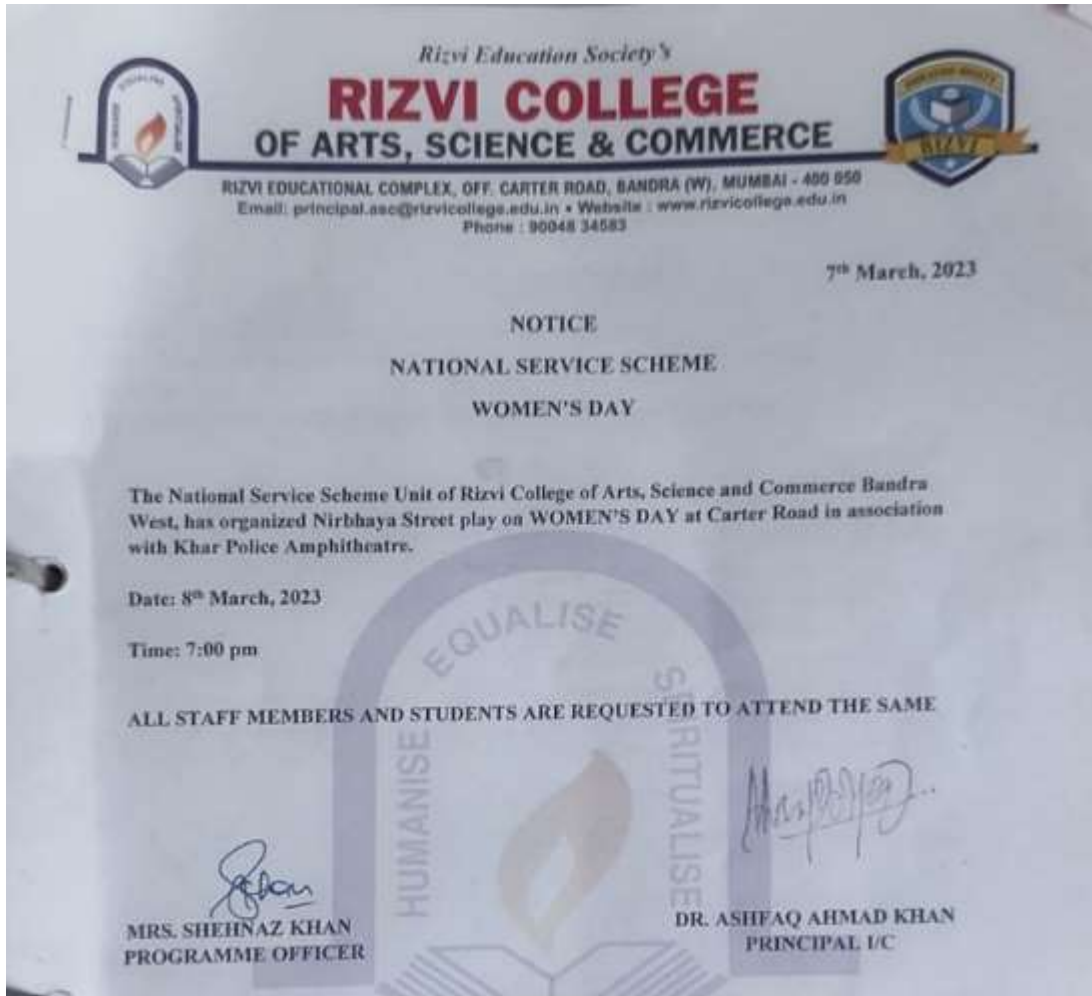 Rizvi Education Society's
RIZVI COLLEGE
OF ARTS, SCIENCE & COMMERCE
EQUALISE
RIZVI
RIZVI EDUCATIONAL COMPLEX, OFF. CARTER ROAD, BANDRA (W), MUMBAI - 400 050
Email: principal.asc@rizvicollege.edu.in • Website : www.rizvicollege.edu.in
Phone : 90048 34583
7th March, 2023
NOTICE
NATIONAL SERVICE SCHEME
WOMEN'S DAY
The National Service Scheme Unit of Rizvi College of Arts, Science and Commerce Bandra
West, has organized Nirbhaya Street play on WOMEN'S DAY at Carter Road in association
with Khar Police Amphitheatre.
Date: 8th March, 2023
Time: 7:00 pm
ALL STAFF MEMBERS AND STUDENTS ARE REQUESTED TO ATTEND THE SAME
HUMANISE
EQUALISE
SPRITUALISE
MRS. SHEHNAZ KHAN
PROGRAMME OFFICER
DR. ASHFAQ AHMAD KHAN
PRINCIPAL I/C